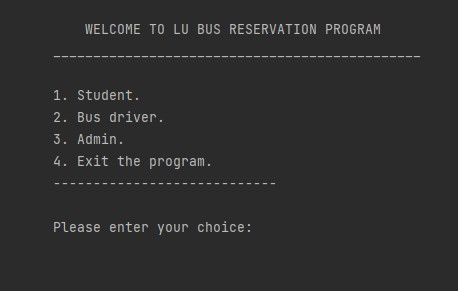 WELCOME TO LU BUS RESERVATION PROGRAM
______________________________________________
1. Student.
2. Bus driver.
3. Admin.
4. Exit the program.
----------------------------
Please enter your choice: